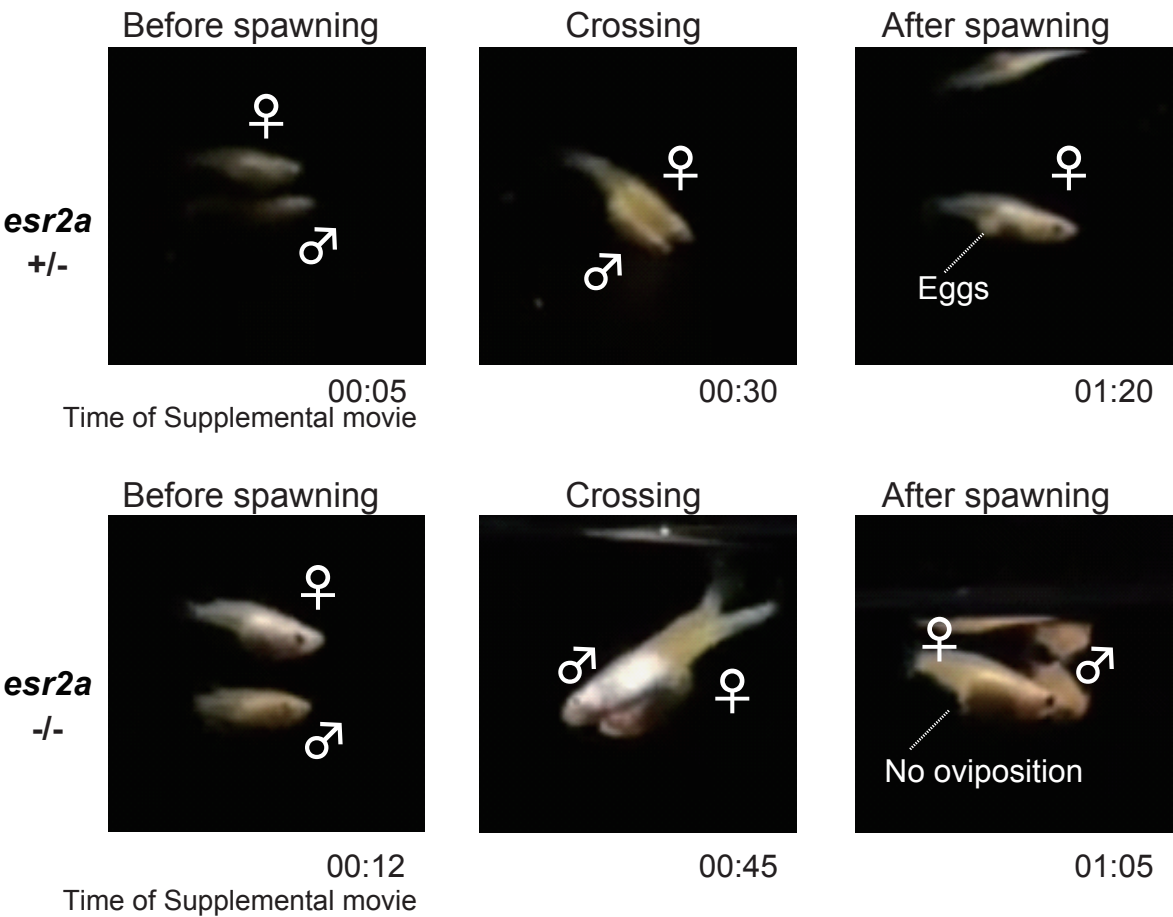 Before spawning
Crossing
After spawning
♀
♀
♀
esr2a
+/-
♂
♂
Eggs
00:05
00:30
01:20
Time of Supplemental movie
Before spawning
Crossing
After spawning
♀
♀
♂
♂
esr2a
-/-
♀
♂
No oviposition
00:12
00:45
01:05
Time of Supplemental movie